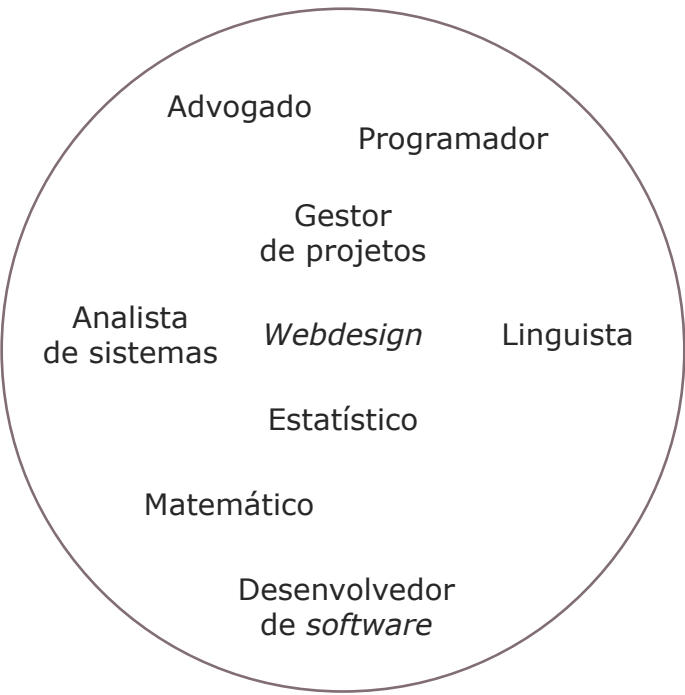 Advogado
Programador
Gestor
de projetos
Analista
de sistemas
Webdesign
Linguista
Estatístico
Matemático
Desenvolvedor
de software